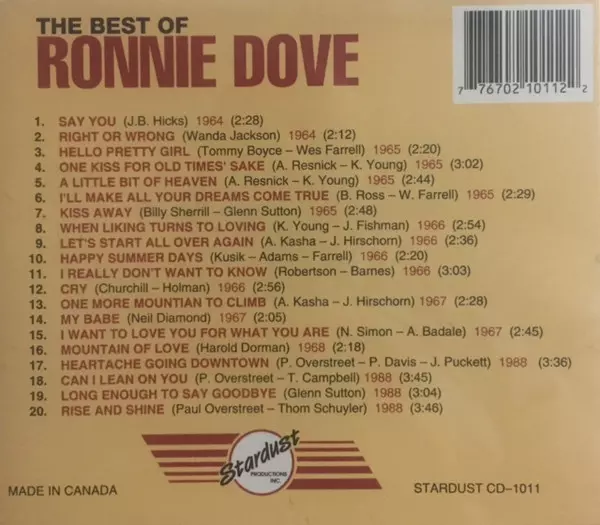 THE BEST OF
RONNIE DOVE
7 76702 10112 2
1. SAY YOU (J.B. Hicks) 1964 (2:28)
2. RIGHT OR WRONG (Wanda Jackson) 1964 (2:12)
3. HELLO PRETTY GIRL (Tommy Boyce – Wes Farrell) 1965 (2:20)
4. ONE KISS FOR OLD TIMES' SAKE (A. Resnick – K. Young) 1965 (3:02)
5. A LITTLE BIT OF HEAVEN (A. Resnick – K. Young) 1965 (2:44)
6. I'LL MAKE ALL YOUR DREAMS COME TRUE (B. Ross – W. Farrell) 1965 (2:29)
7. KISS AWAY (Billy Sherrill – Glenn Sutton) 1965 (2:48)
8. WHEN LIKING TURNS TO LOVING (K. Young – J. Fishman) 1966 (2:54)
9. LET'S START ALL OVER AGAIN (A. Kasha – J. Hirschorn) 1966 (2:36)
10. HAPPY SUMMER DAYS (Kusik – Adams – Farrell) 1966 (2:20)
11. I REALLY DON'T WANT TO KNOW (Robertson – Barnes) 1966 (3:03)
12. CRY (Churchill – Holman) 1966 (2:56)
13. ONE MORE MOUNTIAN TO CLIMB (A. Kasha – J. Hirschorn) 1967 (2:28)
14. MY BABE (Neil Diamond) 1967 (2:05)
15. I WANT TO LOVE YOU FOR WHAT YOU ARE (N. Simon – A. Badale) 1967 (2:45)
16. MOUNTAIN OF LOVE (Harold Dorman) 1968 (2:18)
17. HEARTACHE GOING DOWNTOWN (P. Overstreet – P. Davis – J. Puckett) 1988 (3:36)
18. CAN I LEAN ON YOU (P. Overstreet – T. Campbell) 1988 (3:45)
19. LONG ENOUGH TO SAY GOODBYE (Glenn Sutton) 1988 (3:04)
20. RISE AND SHINE (Paul Overstreet – Thom Schuyler) 1988 (3:46)
Stardust
PRODUCTIONS
INC.
MADE IN CANADA
STARDUST CD–1011